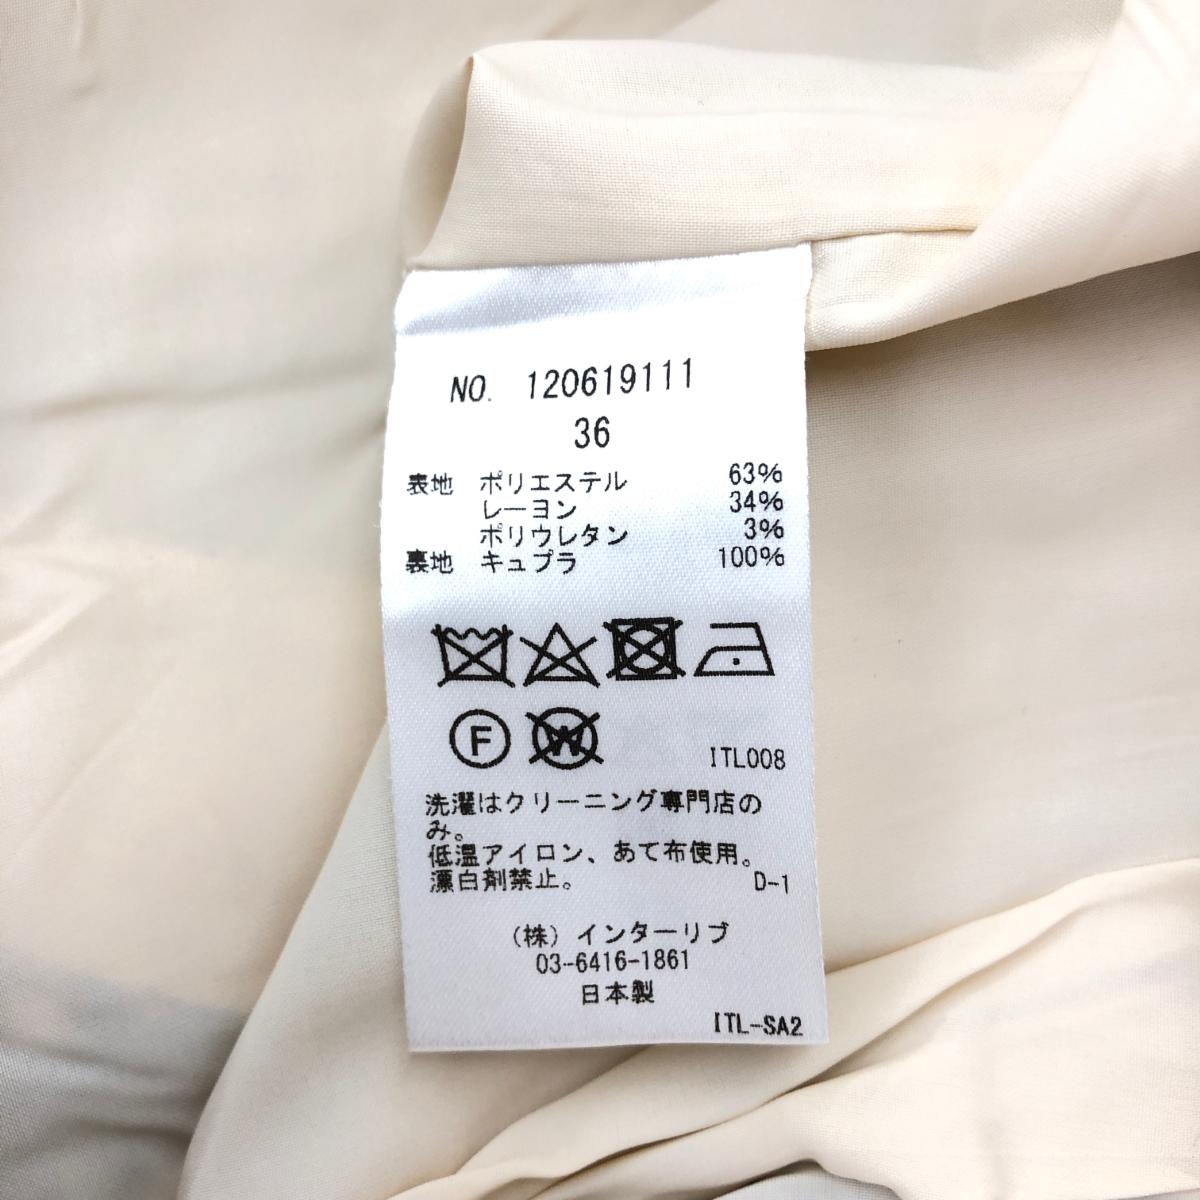 NO. 120619111
36
表地 ポリエステル 63%
レーヨン 34%
ポリウレタン 3%
裏地 キュプラ 100%
F W ITL008
洗濯はクリーニング専門店の
み。
低温アイロン、あて布使用。
漂白剤禁止。 D-1
(株) インターリブ
03-6416-1861
日本製
ITL-SA2